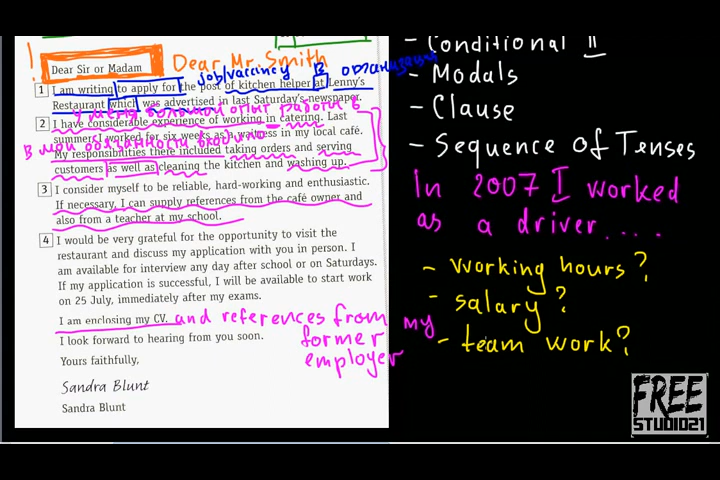 Dear Sir or Madam
Dear Mr. Smith
job/vaccincy
В организации
1 I am writing to apply for the post of kitchen helper at Lenny's
Restaurant which was advertised in last Saturday's newspaper.
У меня большой опыт работы в
2 I have considerable experience of working in catering. Last
summer I worked for six weeks as a waitress in my local café.
В мои обязанности входило
My responsibilities there included taking orders and serving
customers as well as cleaning the kitchen and washing up.
3 I consider myself to be reliable, hard-working and enthusiastic.
If necessary, I can supply references from the café owner and
also from a teacher at my school.
4 I would be very grateful for the opportunity to visit the
restaurant and discuss my application with you in person. I
am available for interview any day after school or on Saturdays.
If my application is successful, I will be available to start work
on 25 July, immediately after my exams.
I am enclosing my CV. and references from my
former
employer
I look forward to hearing from you soon.
Yours faithfully,
Sandra Blunt
Sandra Blunt
- Conditional II
- Modals
- Clause
- Sequence of Tenses
In 2007 I worked
as a driver....
- working hours?
- salary?
- team work?
FREE
STUDIO21